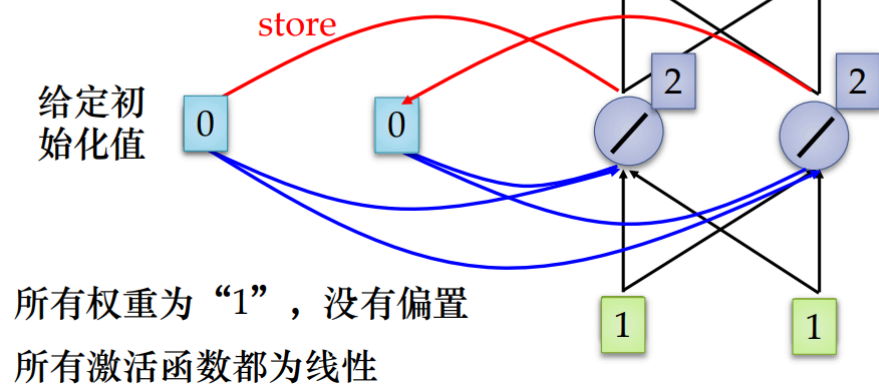 store
2
2
给定初
始化值
0
0
所有权重为“1”，没有偏置
1
1
所有激活函数都为线性